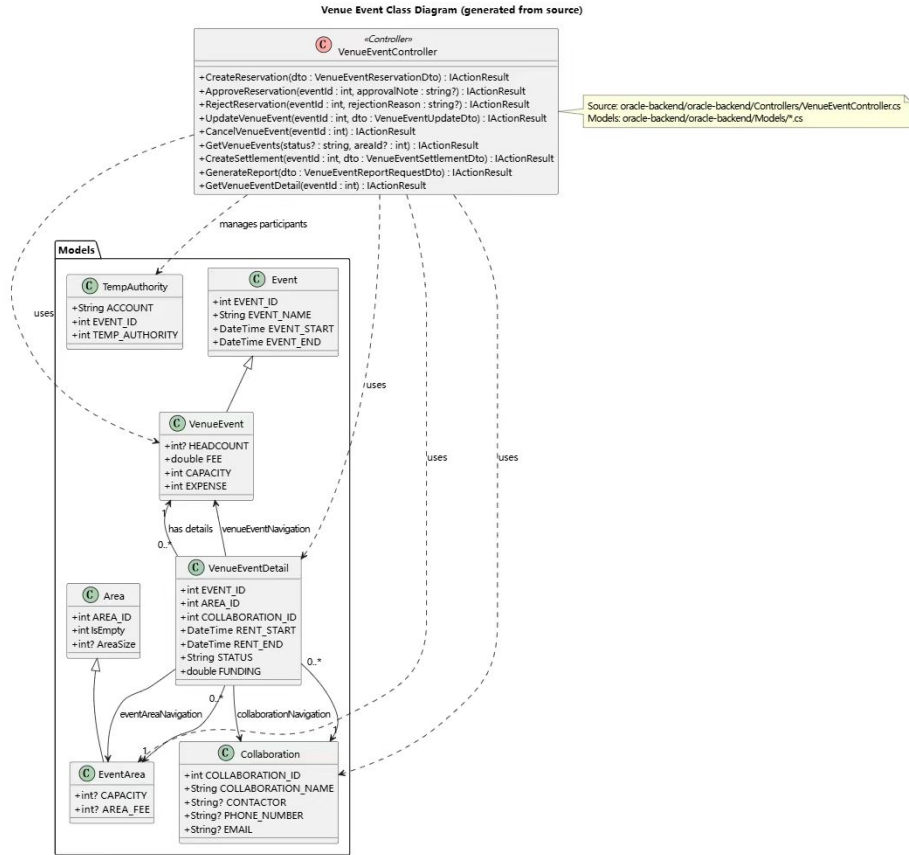 Venue Event Class Diagram (generated from source)
C
«Controller»
VenueEventController
+CreateReservation(dto : VenueEventReservationDto) : IActionResult
+ApproveReservation(eventId : int, approvalNote : string?) : IActionResult
+RejectReservation(eventId : int, rejectionReason : string?) : IActionResult
+UpdateVenueEvent(eventId : int, dto : VenueEventUpdateDto) : IActionResult
+CancelVenueEvent(eventId : int) : IActionResult
+GetVenueEvents(status? : string, areaId? : int) : IActionResult
+CreateSettlement(eventId : int, dto : VenueEventSettlementDto) : IActionResult
+GenerateReport(dto : VenueEventReportRequestDto) : IActionResult
+GetVenueEventDetail(eventId : int) : IActionResult
Source: oracle-backend/oracle-backend/Controllers/VenueEventController.cs
Models: oracle-backend/oracle-backend/Models/*.cs
manages participants
Models
C TempAuthority
+String ACCOUNT
+int EVENT_ID
+int TEMP_AUTHORITY
C Event
+int EVENT_ID
+String EVENT_NAME
+DateTime EVENT_START
+DateTime EVENT_END
uses
uses
C VenueEvent
+int? HEADCOUNT
+double FEE
+int CAPACITY
+int EXPENSE
uses
uses
1
has details
venueEventNavigation
0..*
C VenueEventDetail
+int EVENT_ID
+int AREA_ID
+int COLLABORATION_ID
+DateTime RENT_START
+DateTime RENT_END
+String STATUS
+double FUNDING
C Area
+int AREA_ID
+int IsEmpty
+int? AreaSize
0..*
0..*
eventAreaNavigation
collaborationNavigation
1
1
C EventArea
+int? CAPACITY
+int? AREA_FEE
C Collaboration
+int COLLABORATION_ID
+String COLLABORATION_NAME
+String? CONTACTOR
+String? PHONE_NUMBER
+String? EMAIL